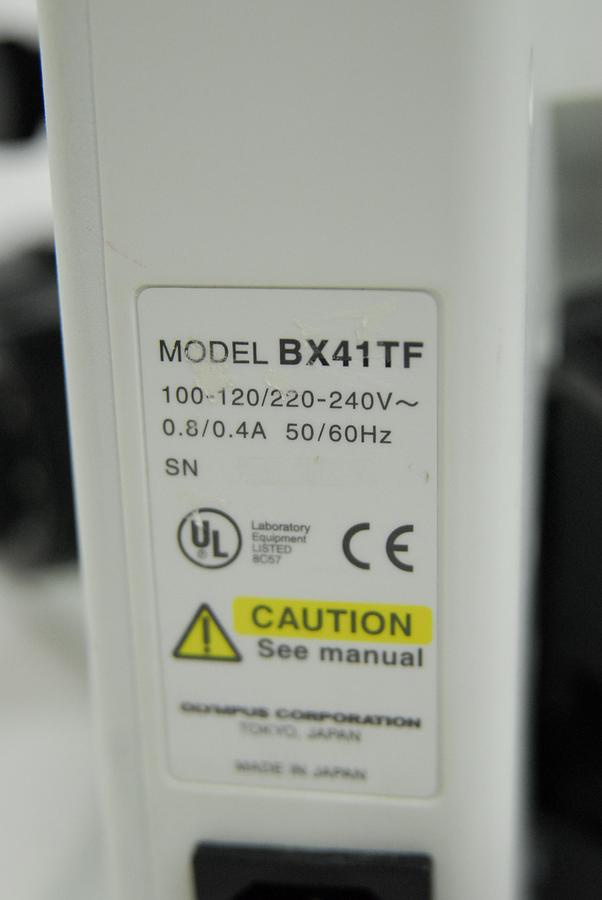 MODEL BX41TF
100-120/220-240V~
0.8/0.4A 50/60Hz
SN
UL
®
Laboratory
Equipment
LISTED
8C57
CE
CAUTION
See manual
OLYMPUS CORPORATION
TOKYO, JAPAN
MADE IN JAPAN